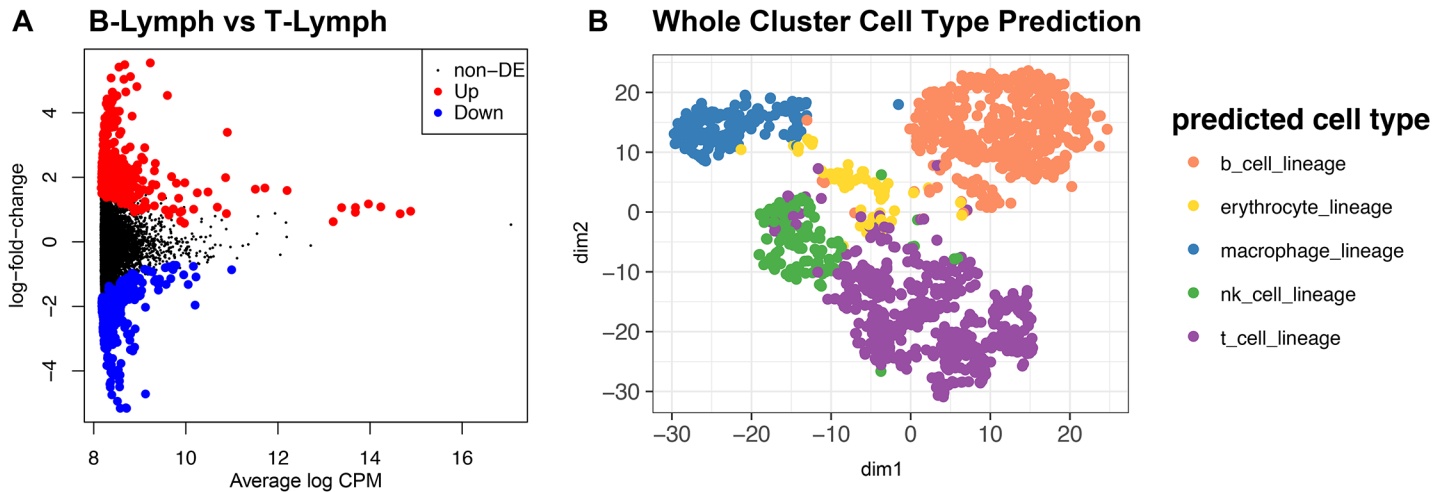 A
B-Lymph vs T-Lymph
non-DE
Up
Down
4
2
0
−2
−4
log-fold-change
8
10
12
14
16
Average log CPM
B
Whole Cluster Cell Type Prediction
20
10
0
−10
−20
−30
dim2
−30
−20
−10
0
10
20
dim1
predicted cell type
b_cell_lineage
erythrocyte_lineage
macrophage_lineage
nk_cell_lineage
t_cell_lineage